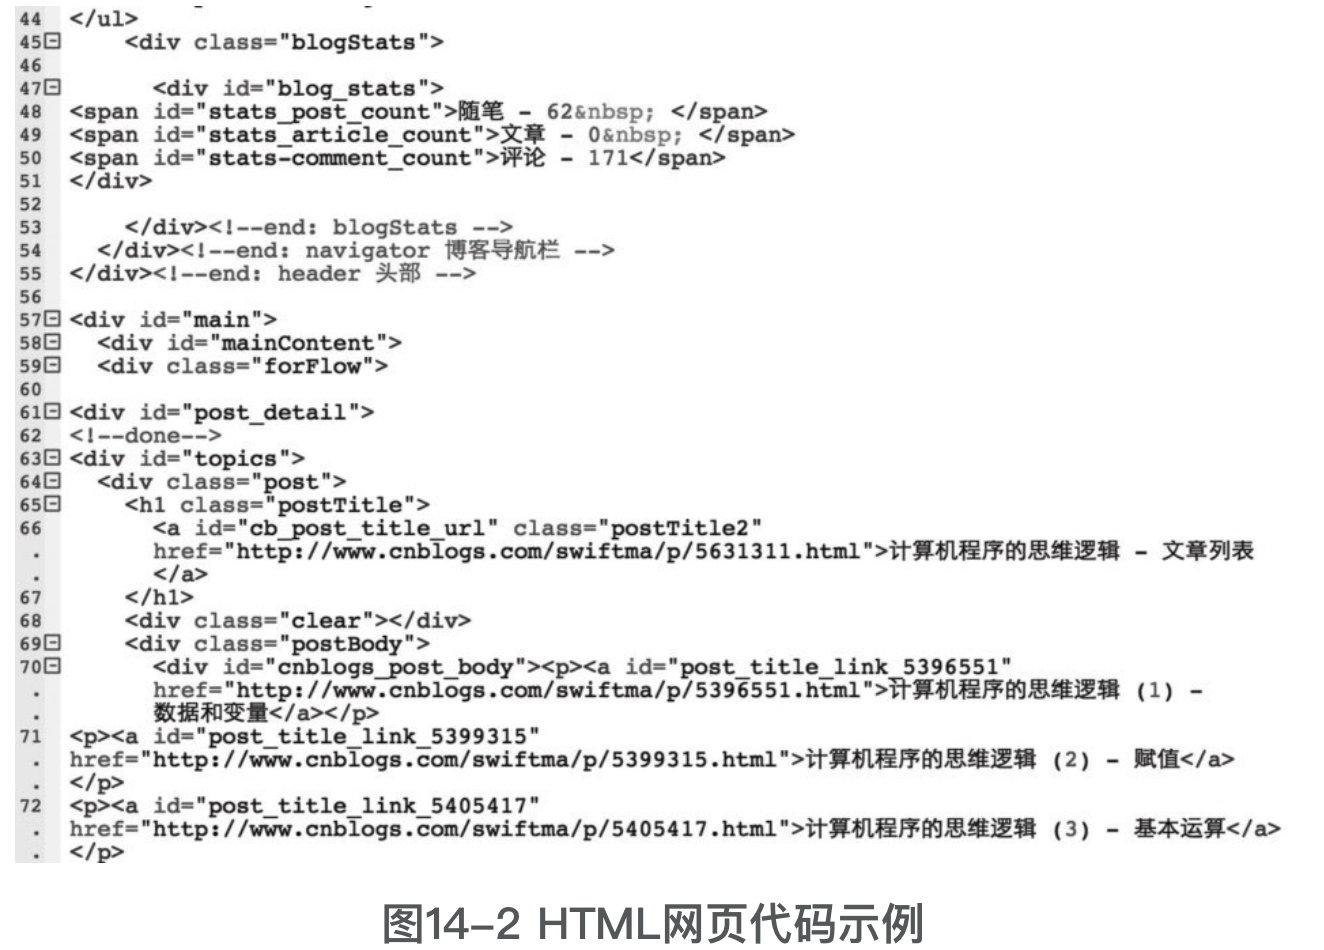 44 </ul>
45 <div class="blogStats">
46
47 <div id="blog_stats">
48 <span id="stats_post_count">随笔 - 62&nbsp; </span>
49 <span id="stats_article_count">文章 - 0&nbsp; </span>
50 <span id="stats-comment_count">评论 - 171</span>
51 </div>
52
53 </div><!--end: blogStats -->
54 </div><!--end: navigator 博客导航栏 -->
55 </div><!--end: header 头部 -->
56
57 <div id="main">
58 <div id="mainContent">
59 <div class="forFlow">
60
61 <div id="post_detail">
62 <!--done-->
63 <div id="topics">
64 <div class="post">
65 <h1 class="postTitle">
66 <a id="cb_post_title_url" class="postTitle2"
. href="http://www.cnblogs.com/swiftma/p/5631311.html">计算机程序的思维逻辑 - 文章列表
. </a>
67 </h1>
68 <div class="clear"></div>
69 <div class="postBody">
70 <div id="cnblogs_post_body"><p><a id="post_title_link_5396551"
. href="http://www.cnblogs.com/swiftma/p/5396551.html">计算机程序的思维逻辑 (1) -
. 数据和变量</a></p>
71 <p><a id="post_title_link_5399315"
. href="http://www.cnblogs.com/swiftma/p/5399315.html">计算机程序的思维逻辑 (2) - 赋值</a>
. </p>
72 <p><a id="post_title_link_5405417"
. href="http://www.cnblogs.com/swiftma/p/5405417.html">计算机程序的思维逻辑 (3) - 基本运算</a>
. </p>
图14-2 HTML网页代码示例